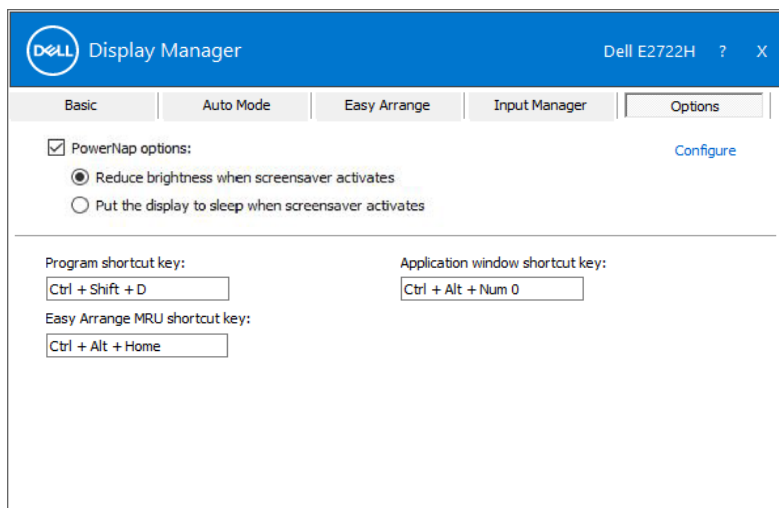 DELL Display Manager Dell E2722H ? X
Basic Auto Mode Easy Arrange Input Manager Options
PowerNap options: Configure
Reduce brightness when screensaver activates
Put the display to sleep when screensaver activates
Program shortcut key: Application window shortcut key:
Ctrl + Shift + D Ctrl + Alt + Num 0
Easy Arrange MRU shortcut key:
Ctrl + Alt + Home